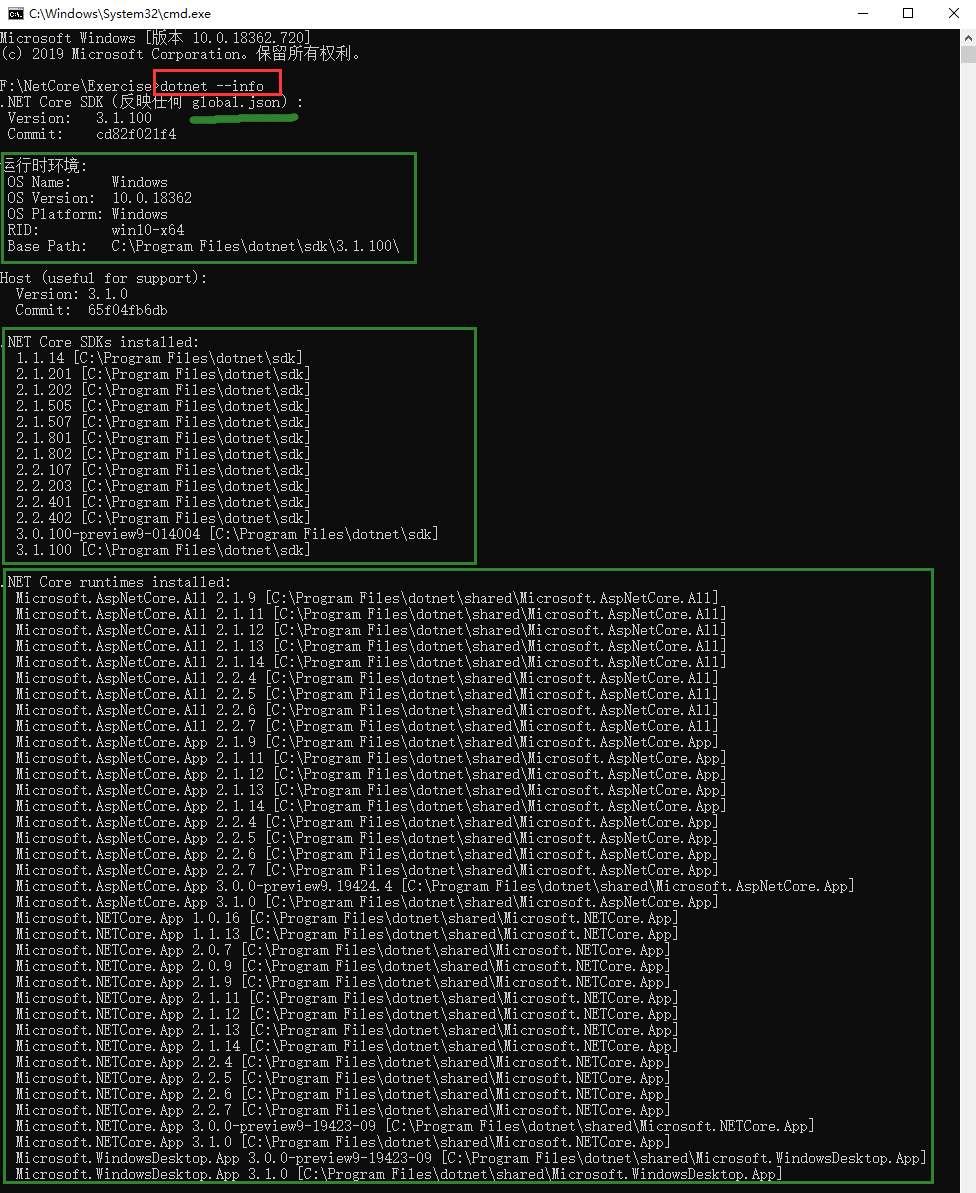 C:\Windows\System32\cmd.exe
Microsoft Windows [版本 10.0.18362.720]
(c) 2019 Microsoft Corporation。保留所有权利。
F:\NetCore\Exercise>dotnet --info
.NET Core SDK（反映任何 global.json）:
Version: 3.1.100
Commit: cd82f021f4
运行时环境:
OS Name: Windows
OS Version: 10.0.18362
OS Platform: Windows
RID: win10-x64
Base Path: C:\Program Files\dotnet\sdk\3.1.100\
Host (useful for support):
Version: 3.1.0
Commit: 65f04fb6db
.NET Core SDKs installed:
1.1.14 [C:\Program Files\dotnet\sdk]
2.1.201 [C:\Program Files\dotnet\sdk]
2.1.202 [C:\Program Files\dotnet\sdk]
2.1.505 [C:\Program Files\dotnet\sdk]
2.1.507 [C:\Program Files\dotnet\sdk]
2.1.801 [C:\Program Files\dotnet\sdk]
2.1.802 [C:\Program Files\dotnet\sdk]
2.2.107 [C:\Program Files\dotnet\sdk]
2.2.203 [C:\Program Files\dotnet\sdk]
2.2.401 [C:\Program Files\dotnet\sdk]
2.2.402 [C:\Program Files\dotnet\sdk]
3.0.100-preview9-014004 [C:\Program Files\dotnet\sdk]
3.1.100 [C:\Program Files\dotnet\sdk]
.NET Core runtimes installed:
Microsoft.AspNetCore.All 2.1.9 [C:\Program Files\dotnet\shared\Microsoft.AspNetCore.All]
Microsoft.AspNetCore.All 2.1.11 [C:\Program Files\dotnet\shared\Microsoft.AspNetCore.All]
Microsoft.AspNetCore.All 2.1.12 [C:\Program Files\dotnet\shared\Microsoft.AspNetCore.All]
Microsoft.AspNetCore.All 2.1.13 [C:\Program Files\dotnet\shared\Microsoft.AspNetCore.All]
Microsoft.AspNetCore.All 2.1.14 [C:\Program Files\dotnet\shared\Microsoft.AspNetCore.All]
Microsoft.AspNetCore.All 2.2.4 [C:\Program Files\dotnet\shared\Microsoft.AspNetCore.All]
Microsoft.AspNetCore.All 2.2.5 [C:\Program Files\dotnet\shared\Microsoft.AspNetCore.All]
Microsoft.AspNetCore.All 2.2.6 [C:\Program Files\dotnet\shared\Microsoft.AspNetCore.All]
Microsoft.AspNetCore.All 2.2.7 [C:\Program Files\dotnet\shared\Microsoft.AspNetCore.All]
Microsoft.AspNetCore.App 2.1.9 [C:\Program Files\dotnet\shared\Microsoft.AspNetCore.App]
Microsoft.AspNetCore.App 2.1.11 [C:\Program Files\dotnet\shared\Microsoft.AspNetCore.App]
Microsoft.AspNetCore.App 2.1.12 [C:\Program Files\dotnet\shared\Microsoft.AspNetCore.App]
Microsoft.AspNetCore.App 2.1.13 [C:\Program Files\dotnet\shared\Microsoft.AspNetCore.App]
Microsoft.AspNetCore.App 2.1.14 [C:\Program Files\dotnet\shared\Microsoft.AspNetCore.App]
Microsoft.AspNetCore.App 2.2.4 [C:\Program Files\dotnet\shared\Microsoft.AspNetCore.App]
Microsoft.AspNetCore.App 2.2.5 [C:\Program Files\dotnet\shared\Microsoft.AspNetCore.App]
Microsoft.AspNetCore.App 2.2.6 [C:\Program Files\dotnet\shared\Microsoft.AspNetCore.App]
Microsoft.AspNetCore.App 2.2.7 [C:\Program Files\dotnet\shared\Microsoft.AspNetCore.App]
Microsoft.AspNetCore.App 3.0.0-preview9.19424.4 [C:\Program Files\dotnet\shared\Microsoft.AspNetCore.App]
Microsoft.AspNetCore.App 3.1.0 [C:\Program Files\dotnet\shared\Microsoft.AspNetCore.App]
Microsoft.NETCore.App 1.0.16 [C:\Program Files\dotnet\shared\Microsoft.NETCore.App]
Microsoft.NETCore.App 1.1.13 [C:\Program Files\dotnet\shared\Microsoft.NETCore.App]
Microsoft.NETCore.App 2.0.7 [C:\Program Files\dotnet\shared\Microsoft.NETCore.App]
Microsoft.NETCore.App 2.0.9 [C:\Program Files\dotnet\shared\Microsoft.NETCore.App]
Microsoft.NETCore.App 2.1.9 [C:\Program Files\dotnet\shared\Microsoft.NETCore.App]
Microsoft.NETCore.App 2.1.11 [C:\Program Files\dotnet\shared\Microsoft.NETCore.App]
Microsoft.NETCore.App 2.1.12 [C:\Program Files\dotnet\shared\Microsoft.NETCore.App]
Microsoft.NETCore.App 2.1.13 [C:\Program Files\dotnet\shared\Microsoft.NETCore.App]
Microsoft.NETCore.App 2.1.14 [C:\Program Files\dotnet\shared\Microsoft.NETCore.App]
Microsoft.NETCore.App 2.2.4 [C:\Program Files\dotnet\shared\Microsoft.NETCore.App]
Microsoft.NETCore.App 2.2.5 [C:\Program Files\dotnet\shared\Microsoft.NETCore.App]
Microsoft.NETCore.App 2.2.6 [C:\Program Files\dotnet\shared\Microsoft.NETCore.App]
Microsoft.NETCore.App 2.2.7 [C:\Program Files\dotnet\shared\Microsoft.NETCore.App]
Microsoft.NETCore.App 3.0.0-preview9-19423-09 [C:\Program Files\dotnet\shared\Microsoft.NETCore.App]
Microsoft.NETCore.App 3.1.0 [C:\Program Files\dotnet\shared\Microsoft.NETCore.App]
Microsoft.WindowsDesktop.App 3.0.0-preview9-19423-09 [C:\Program Files\dotnet\shared\Microsoft.WindowsDesktop.App]
Microsoft.WindowsDesktop.App 3.1.0 [C:\Program Files\dotnet\shared\Microsoft.WindowsDesktop.App]